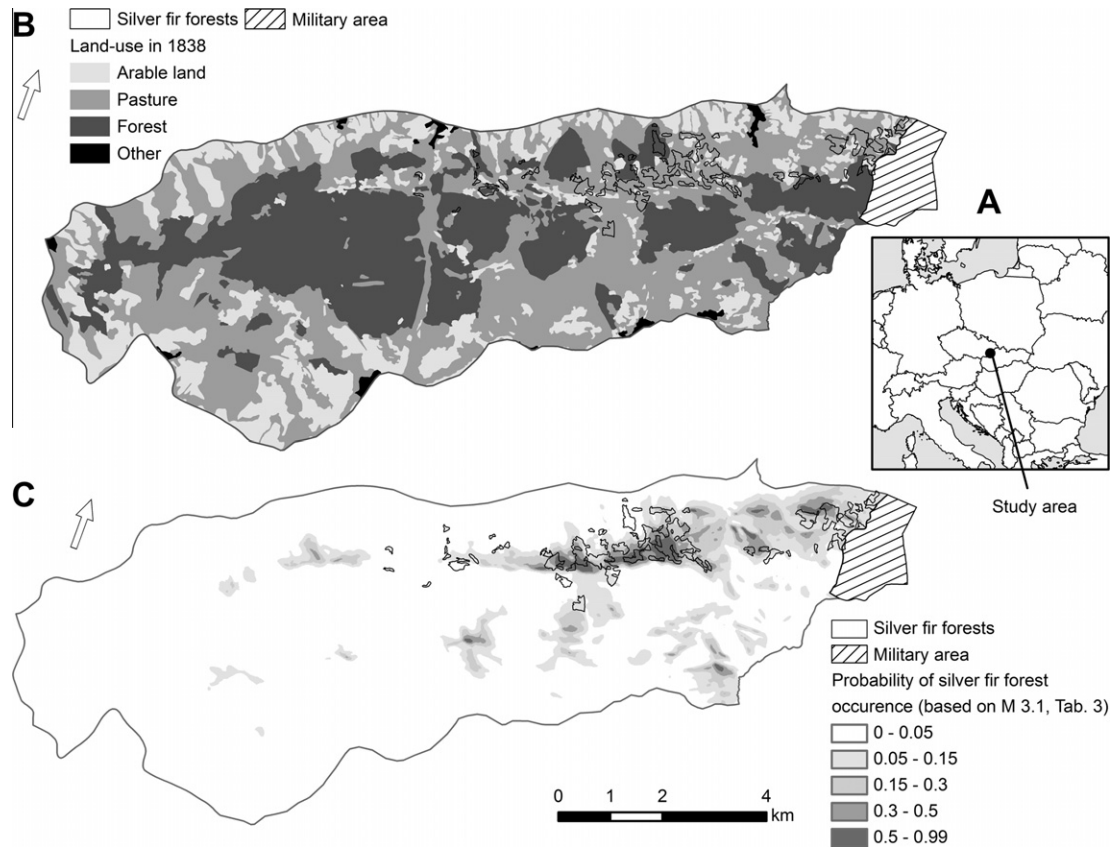 B
Silver fir forests
Military area
Land-use in 1838
Arable land
Pasture
Forest
Other
A
Study area
C
Silver fir forests
Military area
Probability of silver fir forest
occurence (based on M 3.1, Tab. 3)
0 - 0.05
0.05 - 0.15
0.15 - 0.3
0.3 - 0.5
0.5 - 0.99
0 1 2 4
km